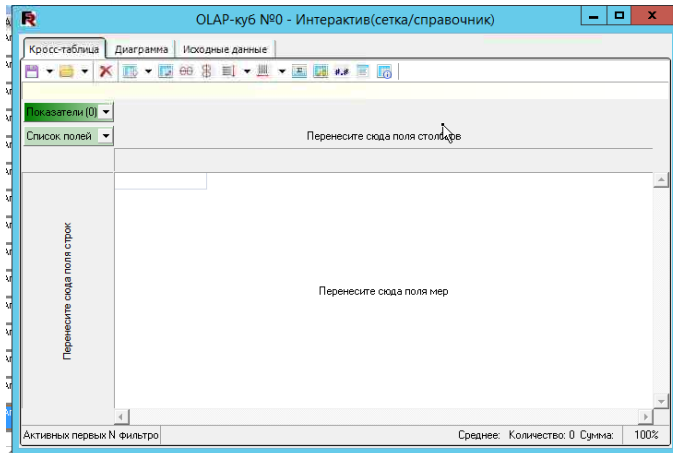 OLAP-куб №0 - Интерактив(сетка/справочник)
Кросс-таблица Диаграмма Исходные данные
Показатели (0)
Список полей
Перенесите сюда поля столбцов
Перенесите сюда поля строк
Перенесите сюда поля мер
Активных первых N фильтро
Среднее: Количество: 0 Сумма: 100%